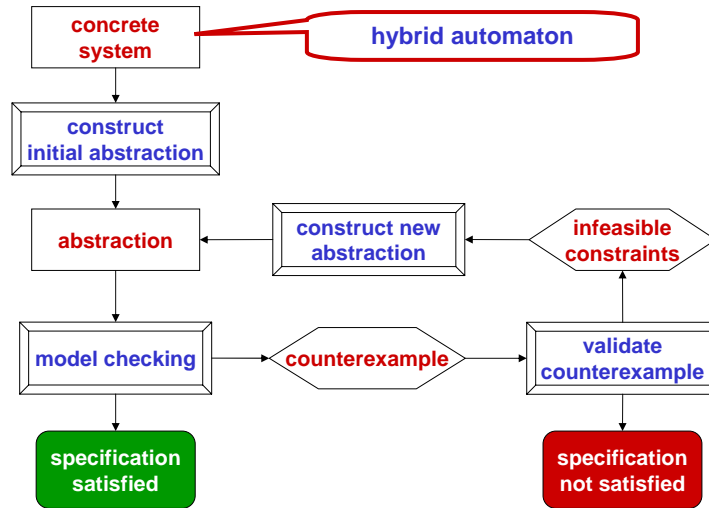 concrete
system
hybrid automaton
construct
initial abstraction
abstraction
construct new
abstraction
infeasible
constraints
model checking
counterexample
validate
counterexample
specification
satisfied
specification
not satisfied